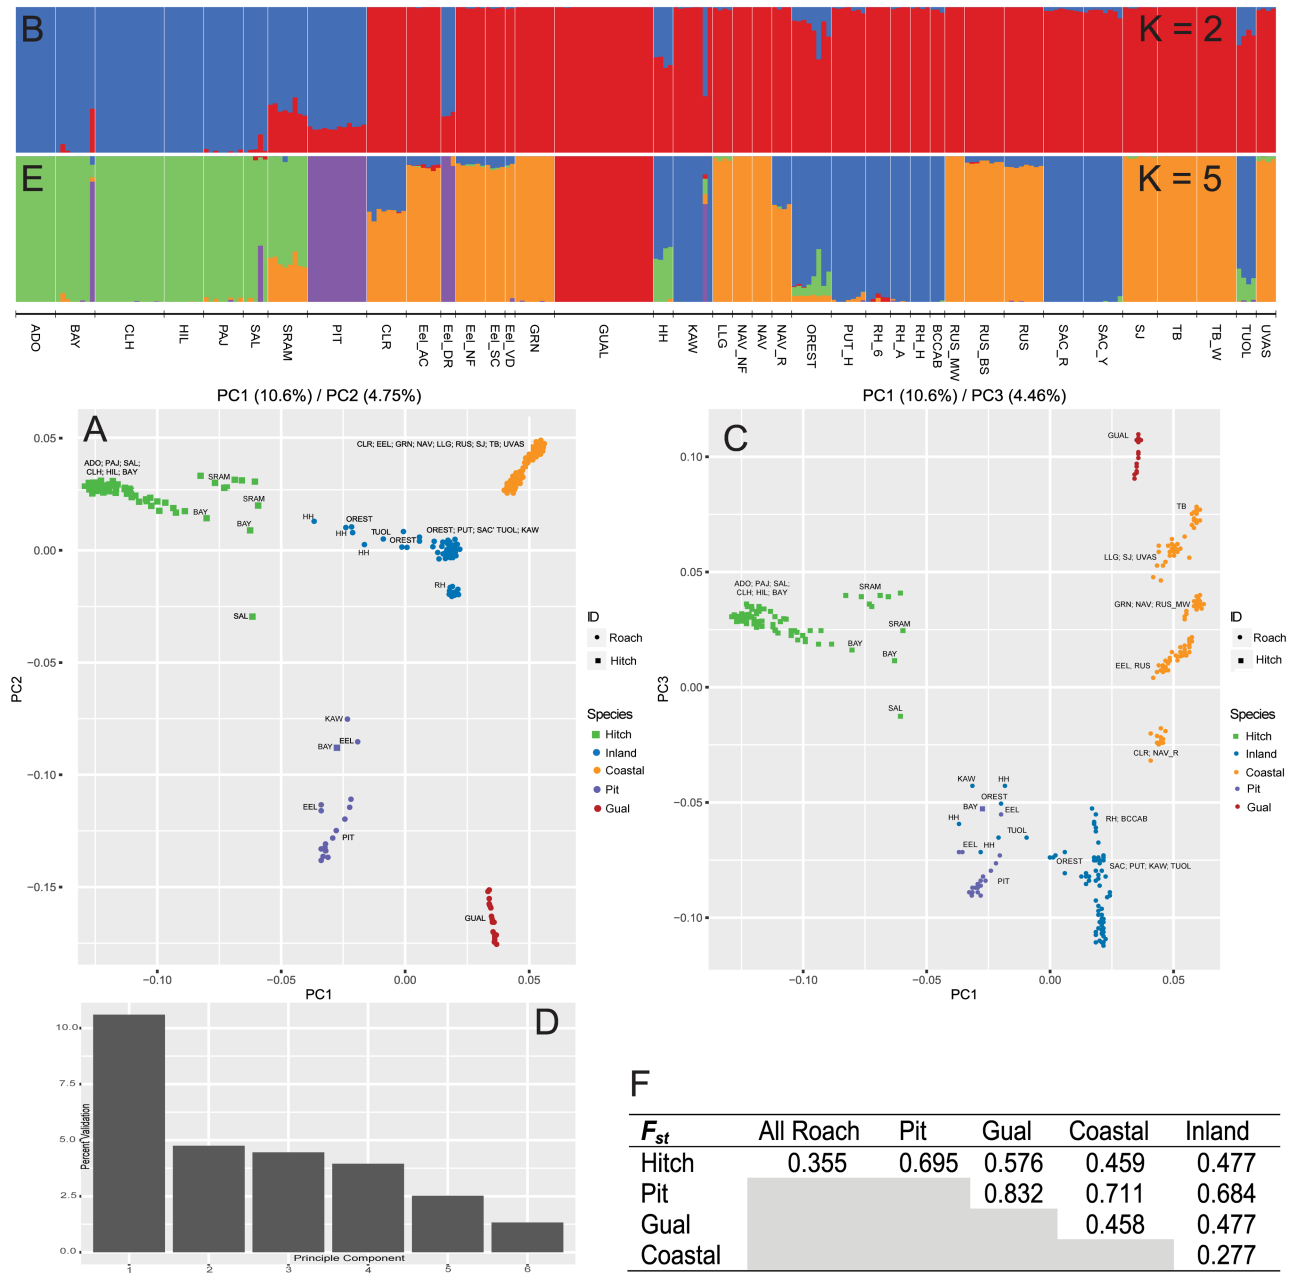 B K = 2
E K = 5
ADO BAY CLH HIL PAJ SAL SRAM PIT CLR Eel_AC Eel_DR Eel_NF Eel_SC Eel_VD GRN GUAL HH KAW LLG NAV_NF NAV NAV_R OREST PUT_H RH_6 RH_A RH_H BCCAB RUS_MW RUS_BS RUS SAC_R SAC_Y SJ TB TB_W TUOL UVAS
PC1 (10.6%) / PC2 (4.75%)
A
0.05
0.00
−0.05
−0.10
−0.15
PC2
CLR; EEL; GRN; NAV; LLG; RUS; SJ; TB; UVAS
ADO; PAJ; SAL;
CLH; HIL; BAY
SRAM
SRAM
BAY
BAY
HH
OREST
HH
TUOL
OREST; PUT; SAC' TUOL; KAW
OREST
HH
RH
SAL
KAW
EEL
BAY
EEL
PIT
GUAL
−0.10 −0.05 0.00 0.05
PC1
ID
Roach
Hitch
Species
Hitch
Inland
Coastal
Pit
Gual
PC1 (10.6%) / PC3 (4.46%)
C
0.10
0.05
0.00
−0.05
−0.10
PC3
GUAL
TB
LLG; SJ; UVAS
ADO; PAJ; SAL;
CLH; HIL; BAY
SRAM
GRN; NAV; RUS_MW
SRAM
BAY
BAY
EEL, RUS
SAL
CLR; NAV_R
KAW
HH
OREST
BAY
EEL
HH
RH; BCCAB
TUOL
EEL
HH
OREST
SAC; PUT; KAW; TUOL
PIT
−0.10 −0.05 0.00 0.05
PC1
ID
Roach
Hitch
Species
Hitch
Inland
Coastal
Pit
Gual
D
10.0
7.5
5.0
2.5
0.0
Percent Validation
Principle Component
1 2 3 4 5 6
F
Fst All Roach Pit Gual Coastal Inland
Hitch 0.355 0.695 0.576 0.459 0.477
Pit 0.832 0.711 0.684
Gual 0.458 0.477
Coastal 0.277